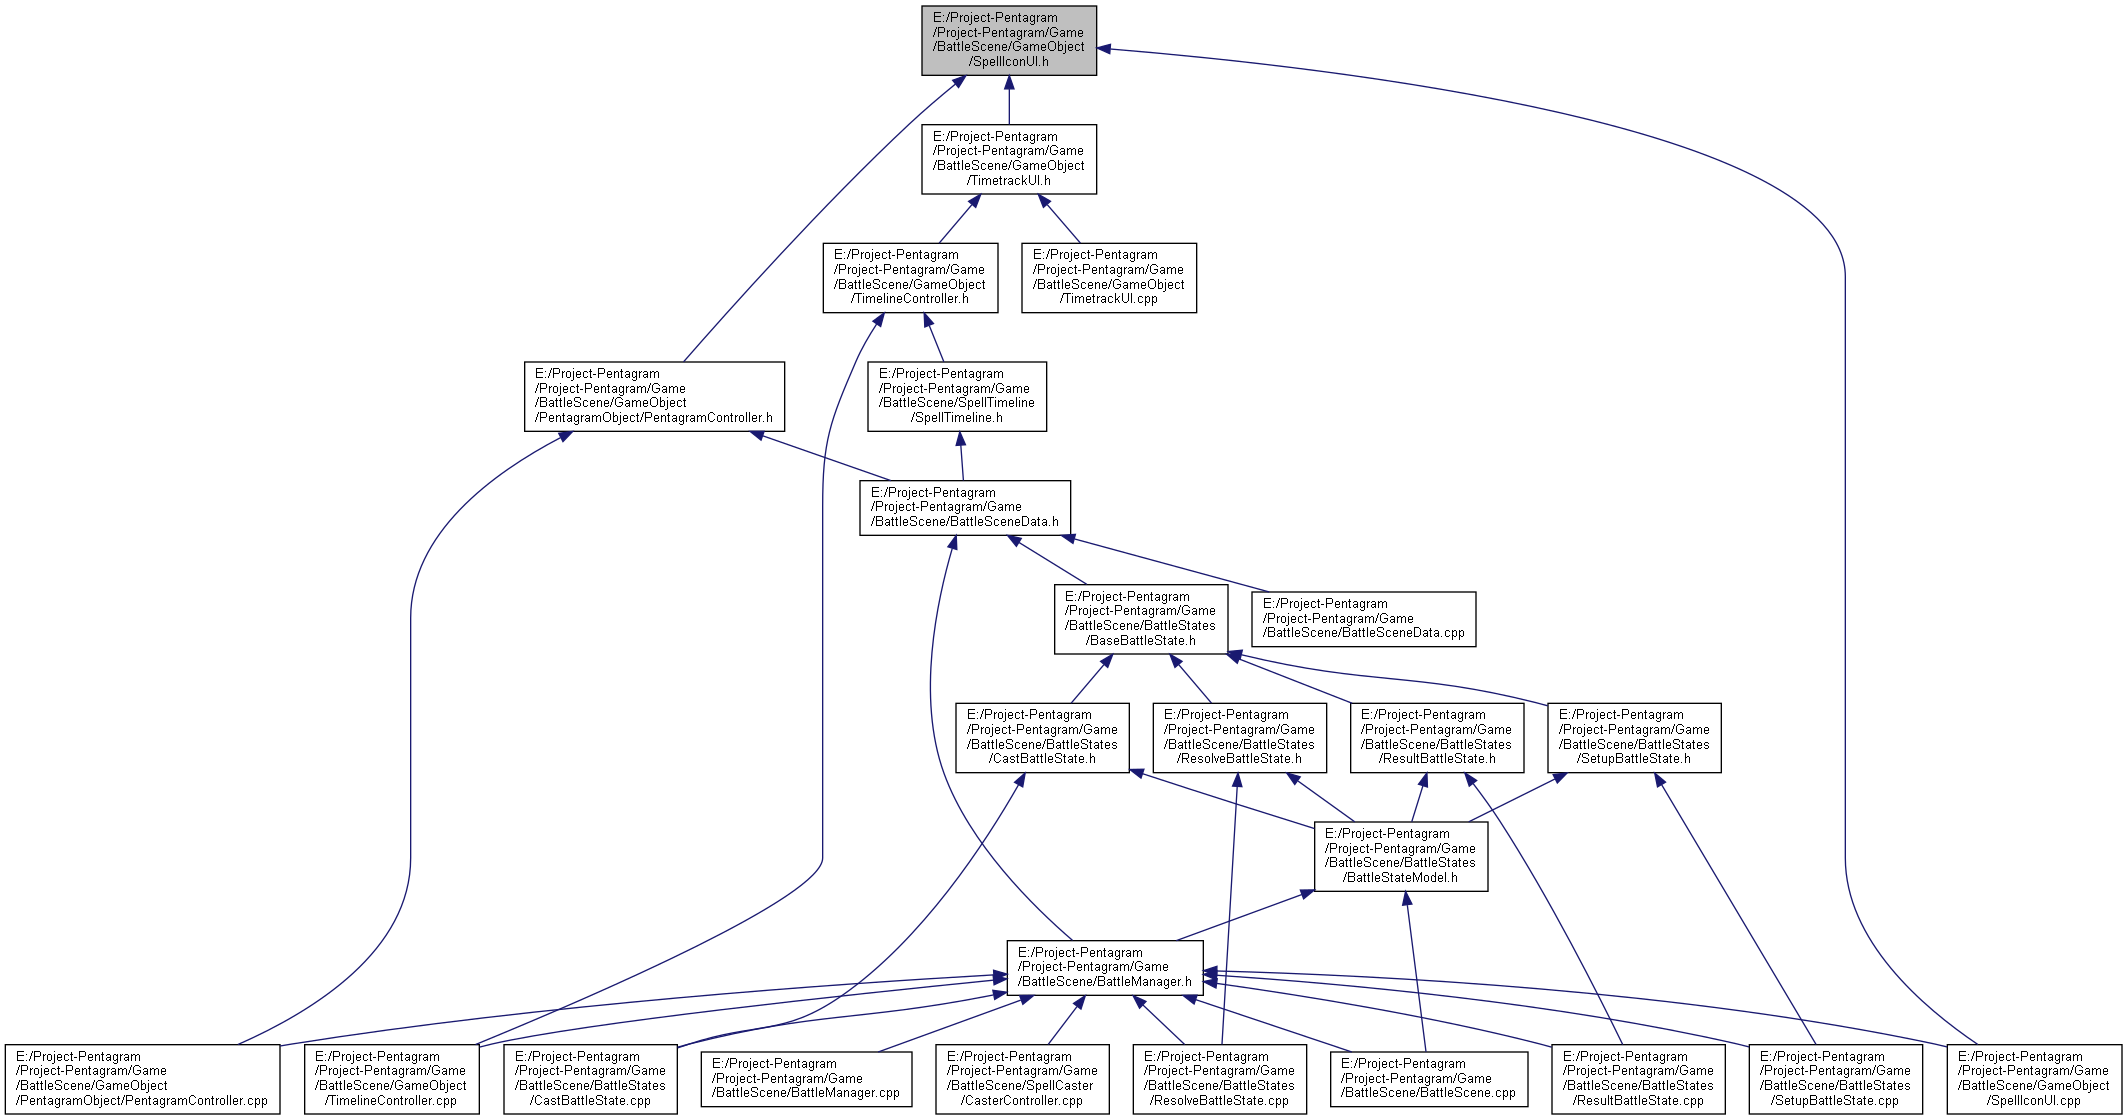 E:/Project-Pentagram
/Project-Pentagram/Game
/BattleScene/GameObject
/SpellIconUI.h
E:/Project-Pentagram
/Project-Pentagram/Game
/BattleScene/GameObject
/TimetrackUI.h
E:/Project-Pentagram
/Project-Pentagram/Game
/BattleScene/GameObject
/TimelineController.h
E:/Project-Pentagram
/Project-Pentagram/Game
/BattleScene/GameObject
/TimetrackUI.cpp
E:/Project-Pentagram
/Project-Pentagram/Game
/BattleScene/GameObject
/PentagramObject/PentagramController.h
E:/Project-Pentagram
/Project-Pentagram/Game
/BattleScene/SpellTimeline
/SpellTimeline.h
E:/Project-Pentagram
/Project-Pentagram/Game
/BattleScene/BattleSceneData.h
E:/Project-Pentagram
/Project-Pentagram/Game
/BattleScene/BattleStates
/BaseBattleState.h
E:/Project-Pentagram
/Project-Pentagram/Game
/BattleScene/BattleSceneData.cpp
E:/Project-Pentagram
/Project-Pentagram/Game
/BattleScene/BattleStates
/CastBattleState.h
E:/Project-Pentagram
/Project-Pentagram/Game
/BattleScene/BattleStates
/ResolveBattleState.h
E:/Project-Pentagram
/Project-Pentagram/Game
/BattleScene/BattleStates
/ResultBattleState.h
E:/Project-Pentagram
/Project-Pentagram/Game
/BattleScene/BattleStates
/SetupBattleState.h
E:/Project-Pentagram
/Project-Pentagram/Game
/BattleScene/BattleStates
/BattleStateModel.h
E:/Project-Pentagram
/Project-Pentagram/Game
/BattleScene/BattleManager.h
E:/Project-Pentagram
/Project-Pentagram/Game
/BattleScene/GameObject
/PentagramObject/PentagramController.cpp
E:/Project-Pentagram
/Project-Pentagram/Game
/BattleScene/GameObject
/TimelineController.cpp
E:/Project-Pentagram
/Project-Pentagram/Game
/BattleScene/BattleStates
/CastBattleState.cpp
E:/Project-Pentagram
/Project-Pentagram/Game
/BattleScene/BattleManager.cpp
E:/Project-Pentagram
/Project-Pentagram/Game
/BattleScene/SpellCaster
/CasterController.cpp
E:/Project-Pentagram
/Project-Pentagram/Game
/BattleScene/BattleStates
/ResolveBattleState.cpp
E:/Project-Pentagram
/Project-Pentagram/Game
/BattleScene/BattleScene.cpp
E:/Project-Pentagram
/Project-Pentagram/Game
/BattleScene/BattleStates
/ResultBattleState.cpp
E:/Project-Pentagram
/Project-Pentagram/Game
/BattleScene/BattleStates
/SetupBattleState.cpp
E:/Project-Pentagram
/Project-Pentagram/Game
/BattleScene/GameObject
/SpellIconUI.cpp